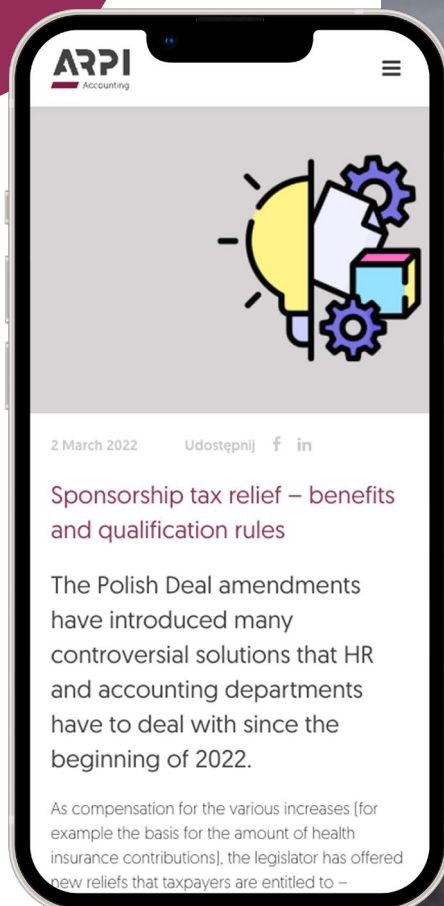 ARPI
Accounting
2 March 2022 Udostępnij f in
Sponsorship tax relief – benefits
and qualification rules
The Polish Deal amendments
have introduced many
controversial solutions that HR
and accounting departments
have to deal with since the
beginning of 2022.
As compensation for the various increases (for
example the basis for the amount of health
insurance contributions), the legislator has offered
new reliefs that taxpayers are entitled to –